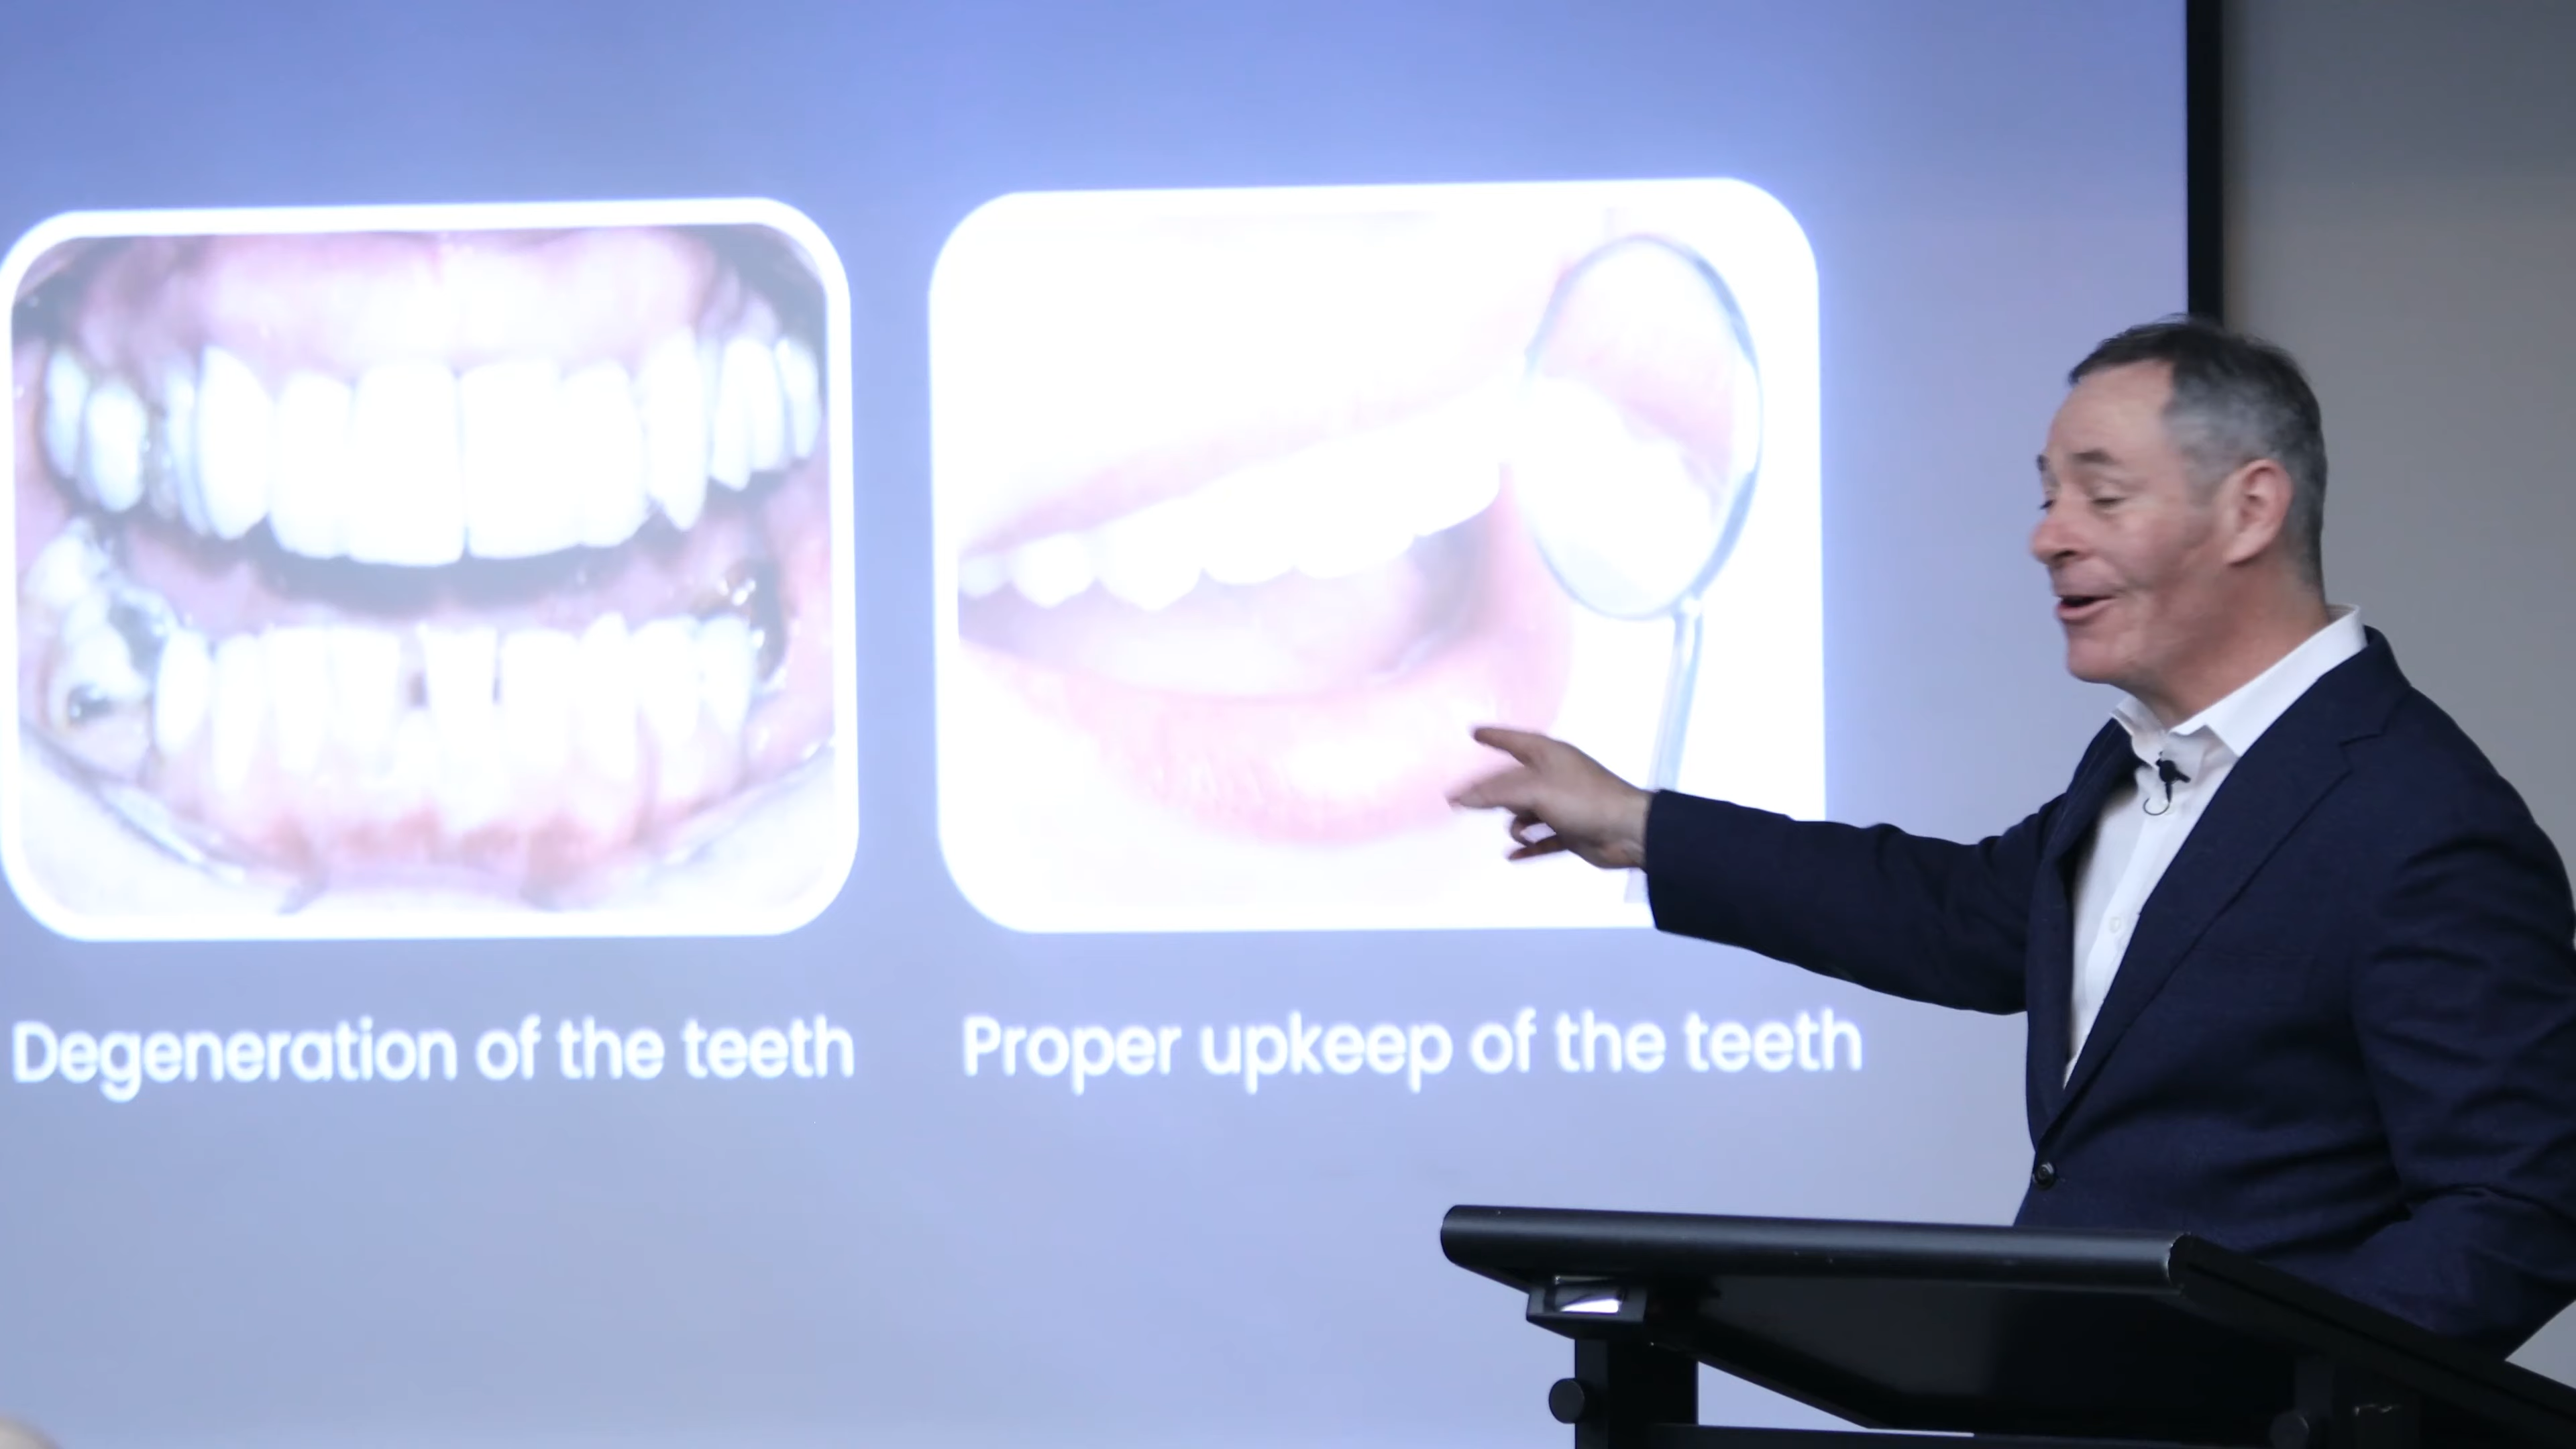 Degeneration of the teeth
Proper upkeep of the teeth